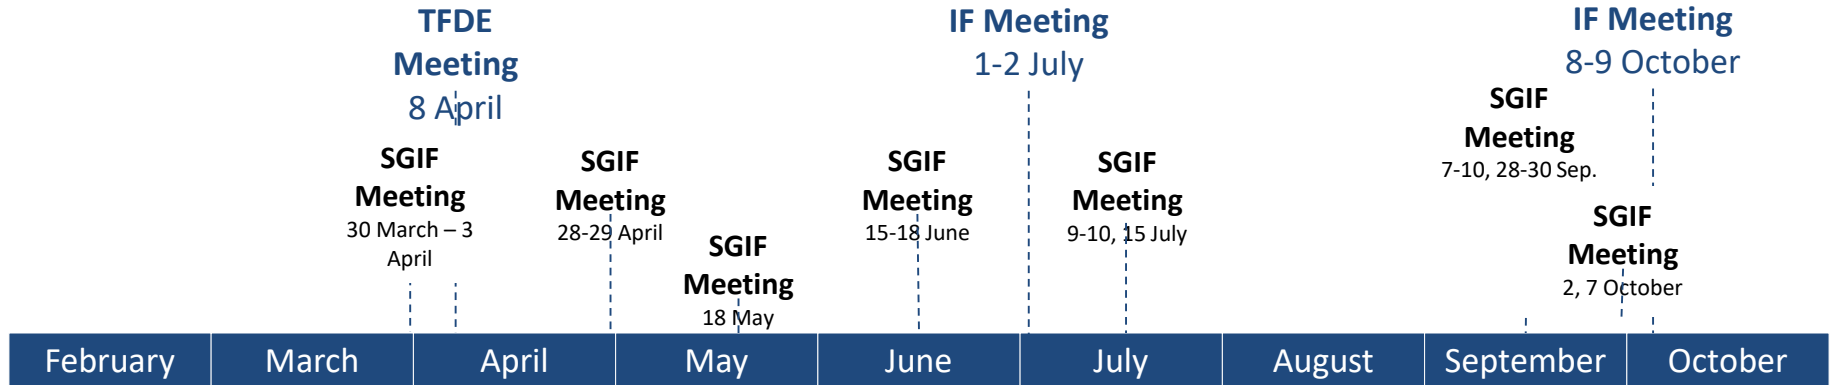 TFDE
Meeting
8 April
IF Meeting
1-2 July
IF Meeting
8-9 October
SGIF
Meeting
30 March – 3
April
SGIF
Meeting
28-29 April
SGIF
Meeting
18 May
SGIF
Meeting
15-18 June
SGIF
Meeting
9-10, 15 July
SGIF
Meeting
7-10, 28-30 Sep.
SGIF
Meeting
2, 7 October
February March April May June July August September October